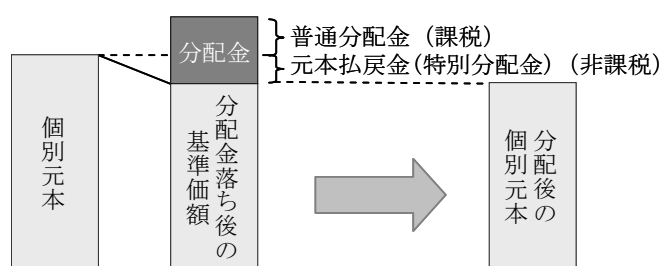 普通分配金（課税）
分配金
元本払戻金(特別分配金)（非課税）
個別元本
分配金落ち後の
基準価額
分配後の
個別元本